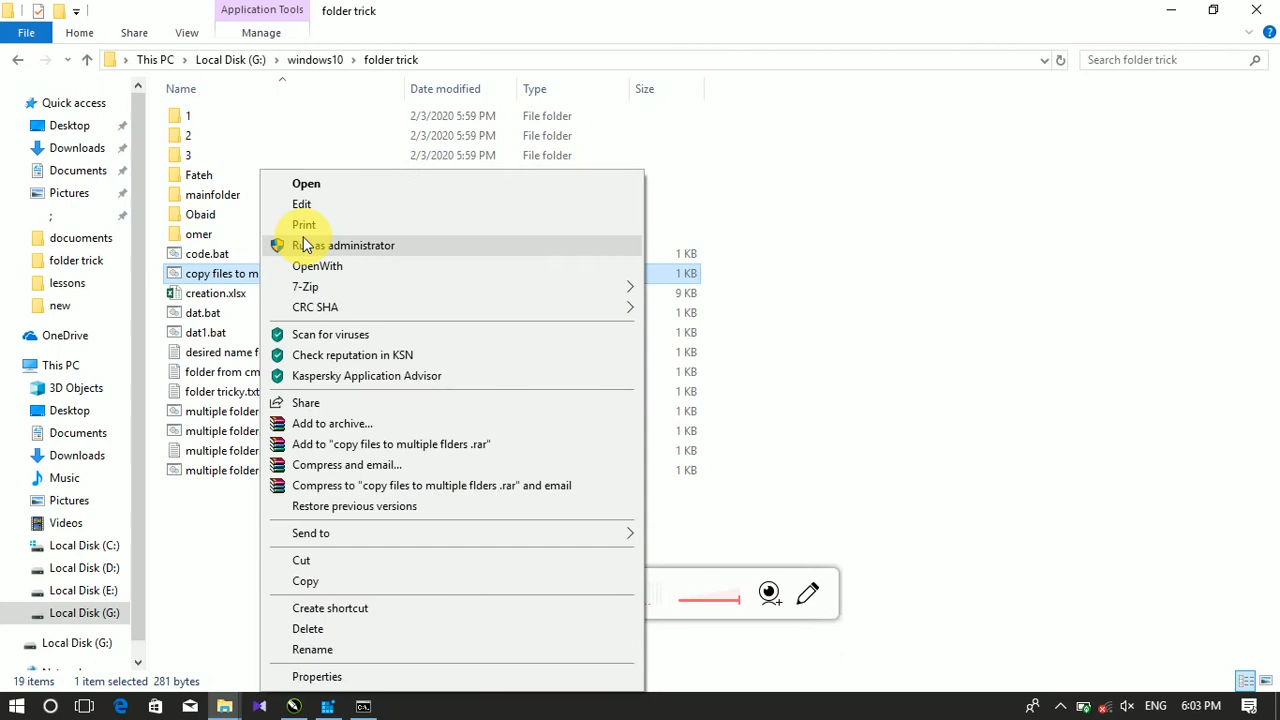 Application Tools
folder trick
File
Home
Share
View
Manage
This PC
Local Disk (G:)
windows10
folder trick
Search folder trick
Name
Date modified
Type
Size
Quick access
Desktop
Downloads
Documents
Pictures
;
docuoments
folder trick
lessons
new
OneDrive
This PC
3D Objects
Desktop
Documents
Downloads
Music
Pictures
Videos
Local Disk (C:)
Local Disk (D:)
Local Disk (E:)
Local Disk (G:)
Local Disk (G:)
1 2/3/2020 5:59 PM File folder
2 2/3/2020 5:59 PM File folder
3 2/3/2020 5:59 PM File folder
Fateh
mainfolder
Obaid
omer
code.bat 1 KB
copy files to m 1 KB
creation.xlsx 9 KB
dat.bat 1 KB
dat1.bat 1 KB
desired name f 1 KB
folder from cm 1 KB
folder tricky.txt 1 KB
multiple folder 1 KB
multiple folder 1 KB
multiple folder 1 KB
multiple folder 1 KB
Open
Edit
Print
Run as administrator
OpenWith
7-Zip
CRC SHA
Scan for viruses
Check reputation in KSN
Kaspersky Application Advisor
Share
Add to archive...
Add to "copy files to multiple flders .rar"
Compress and email...
Compress to "copy files to multiple flders .rar" and email
Restore previous versions
Send to
Cut
Copy
Create shortcut
Delete
Rename
Properties
19 items 1 item selected 281 bytes
ENG 6:03 PM